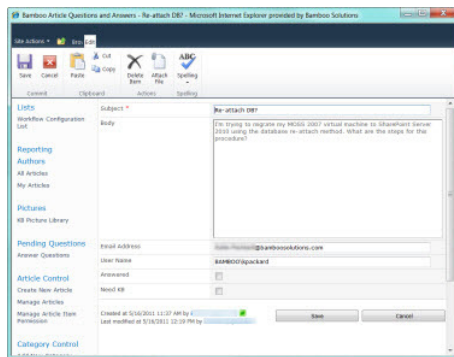 Bamboo Article Questions and Answers - Re-attach DB? - Microsoft Internet Explorer provided by Bamboo Solutions
Site Actions
Edit
Save
Cancel
Paste
Cut
Copy
Delete Item
Attach File
ABC
Spelling
Commit
Clipboard
Actions
Spelling
Lists
Workflow Configuration
List
Reporting
Authors
All Articles
My Articles
Pictures
KB Picture Library
Pending Questions
Answer Questions
Article Control
Create New Article
Manage Articles
Manage Article Item
Permission
Category Control
Subject *
Re-attach DB?
Body
I'm trying to migrate my MOSS 2007 virtual machine to SharePoint Server
2010 using the database re-attach method. What are the steps for this
procedure?
Email Address
@bamboosolutions.com
User Name
BAMBOO\spackard
Answered
Need KB
Created at 5/16/2011 11:37 AM by
Last modified at 5/16/2011 12:19 PM by
Save
Cancel